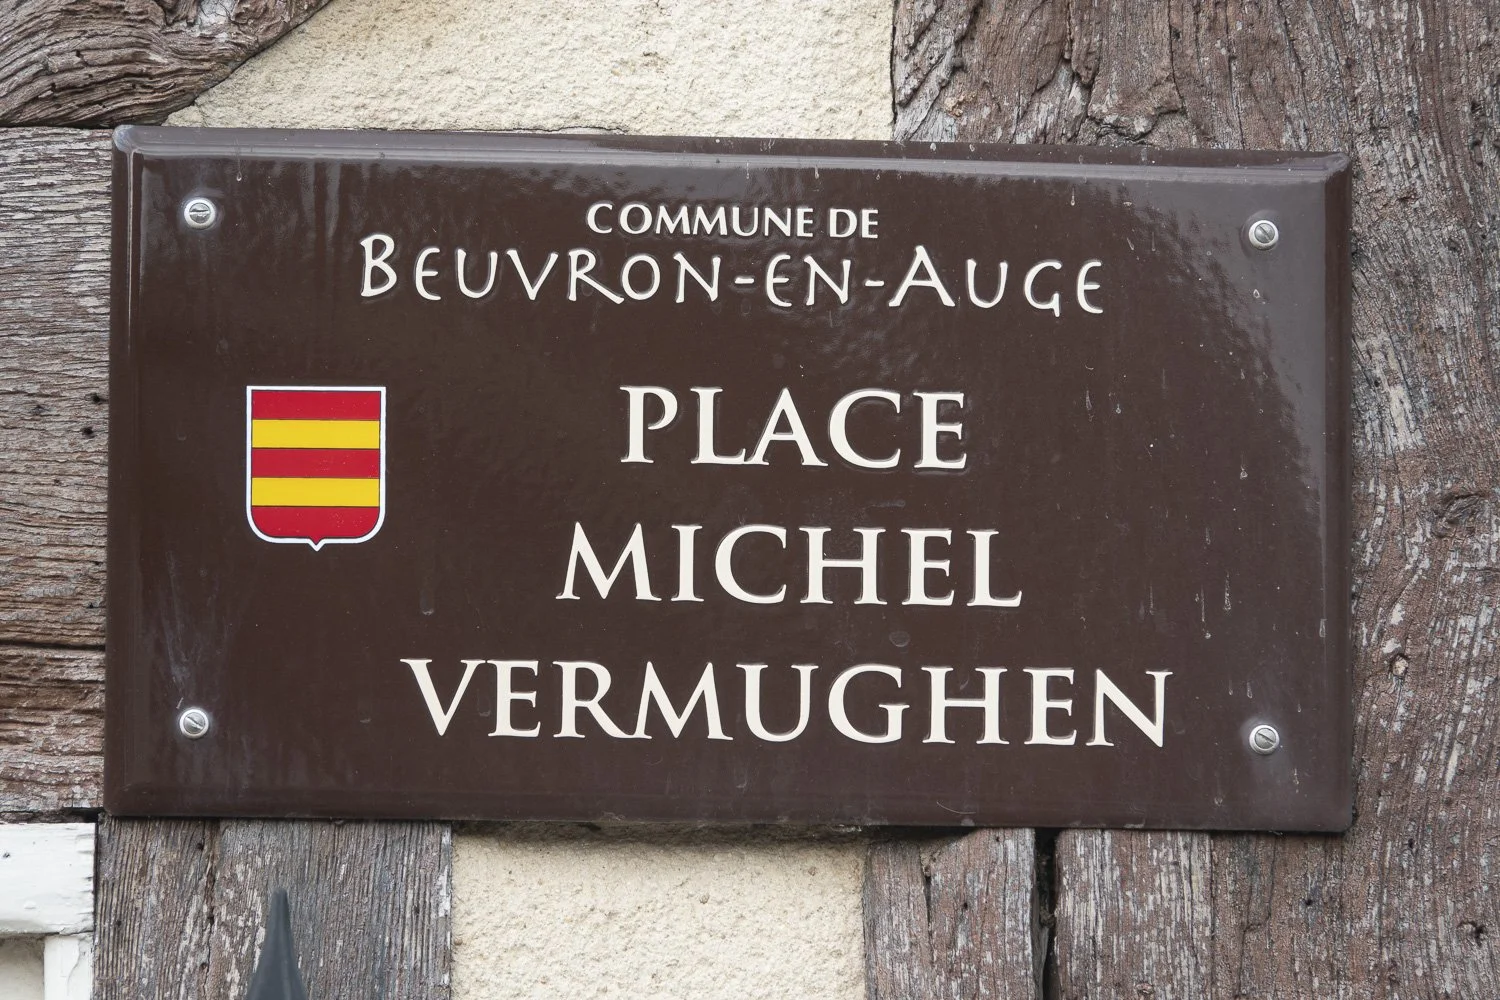 COMMUNE DE
BEUVRON-EN-AUGE
PLACE
MICHEL
VERMUGHEN